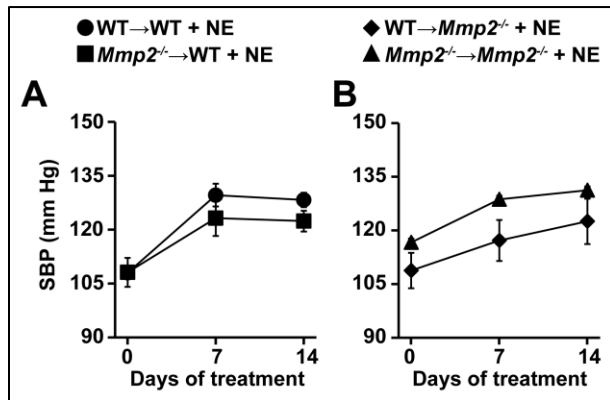 WT→WT + NE
WT→Mmp2-/- + NE
Mmp2-/-→WT + NE
Mmp2-/-→Mmp2-/- + NE
A
B
150
135
120
105
90
SBP (mm Hg)
0 7 14
Days of treatment
150
135
120
105
90
0 7 14
Days of treatment